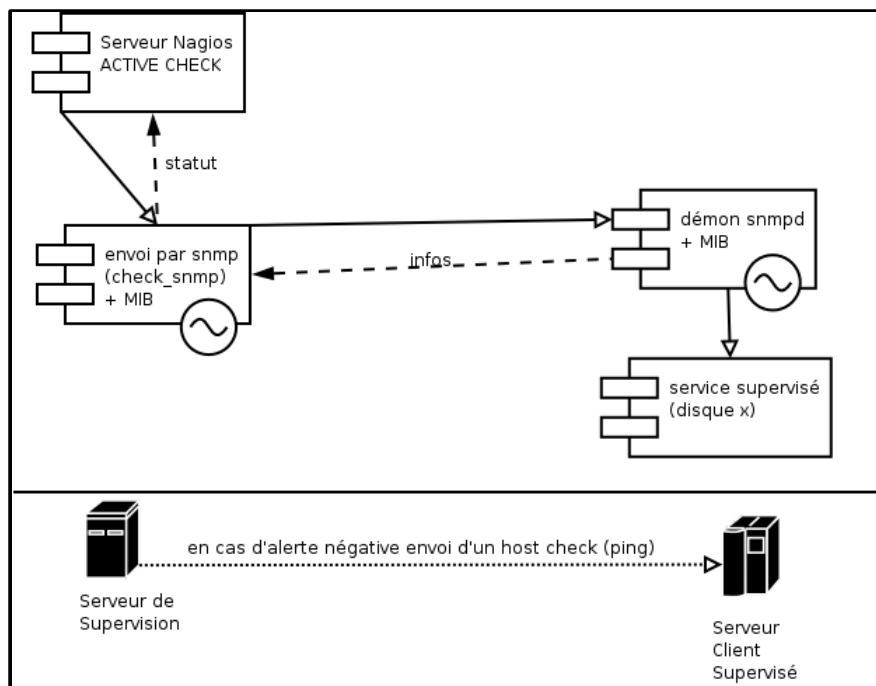 Serveur Nagios
ACTIVE CHECK
statut
envoi par snmp
(check_snmp)
+ MIB
infos
démon snmpd
+ MIB
service supervisé
(disque x)
en cas d'alerte négative envoi d'un host check (ping)
Serveur de
Supervision
Serveur
Client
Supervisé